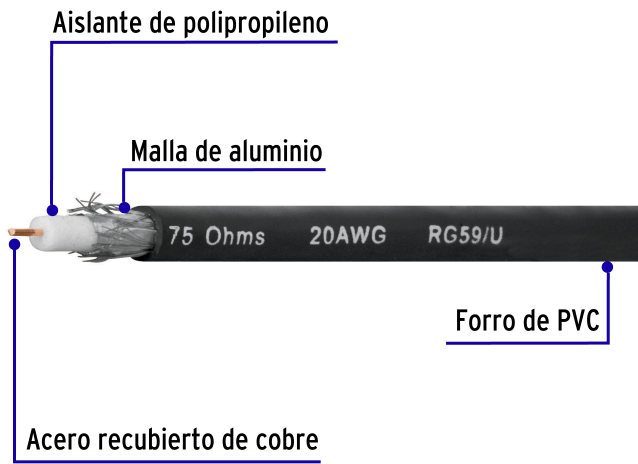 Aislante de polipropileno
Malla de aluminio
75 Ohms 20AWG RG59/U
Forro de PVC
Acero recubierto de cobre